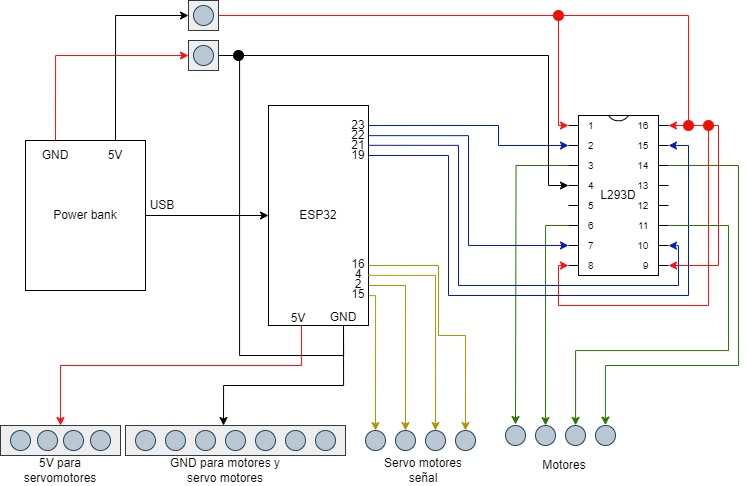 GND
5V
Power bank
USB
ESP32
23
22
21
19
16
4
2
15
5V
GND
L293D
1
2
3
4
5
6
7
8
16
15
14
13
12
11
10
9
5V para
servomotores
GND para motores y
servo motores
Servo motores
señal
Motores